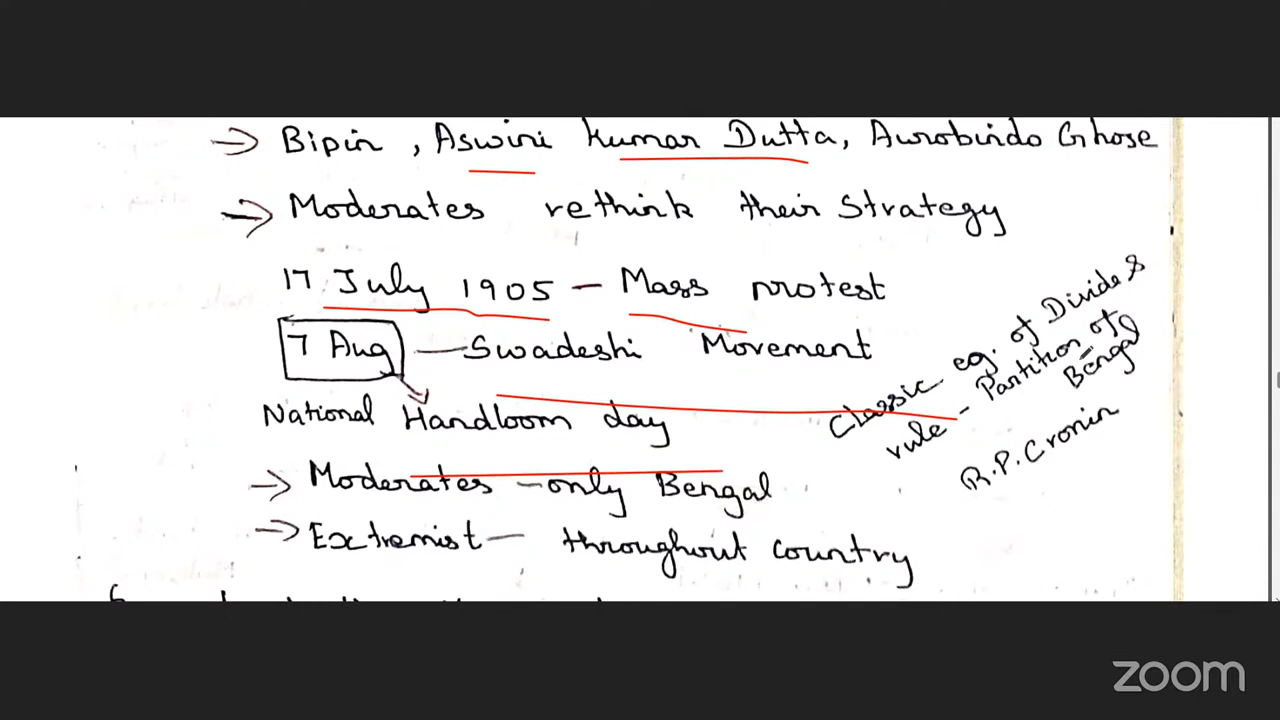 → Bipin, Aswini Kumar Dutta, Aurobindo Ghose
→ Moderates rethink their Strategy
17 July 1905 - Mass protest
7 Aug - Swadeshi Movement
National Handloom day
→ Moderates - only Bengal
→ Extremist - throughout country
Classic eg. of Divide &
rule - Partition of
Bengal
R.P. Cronin
zoom